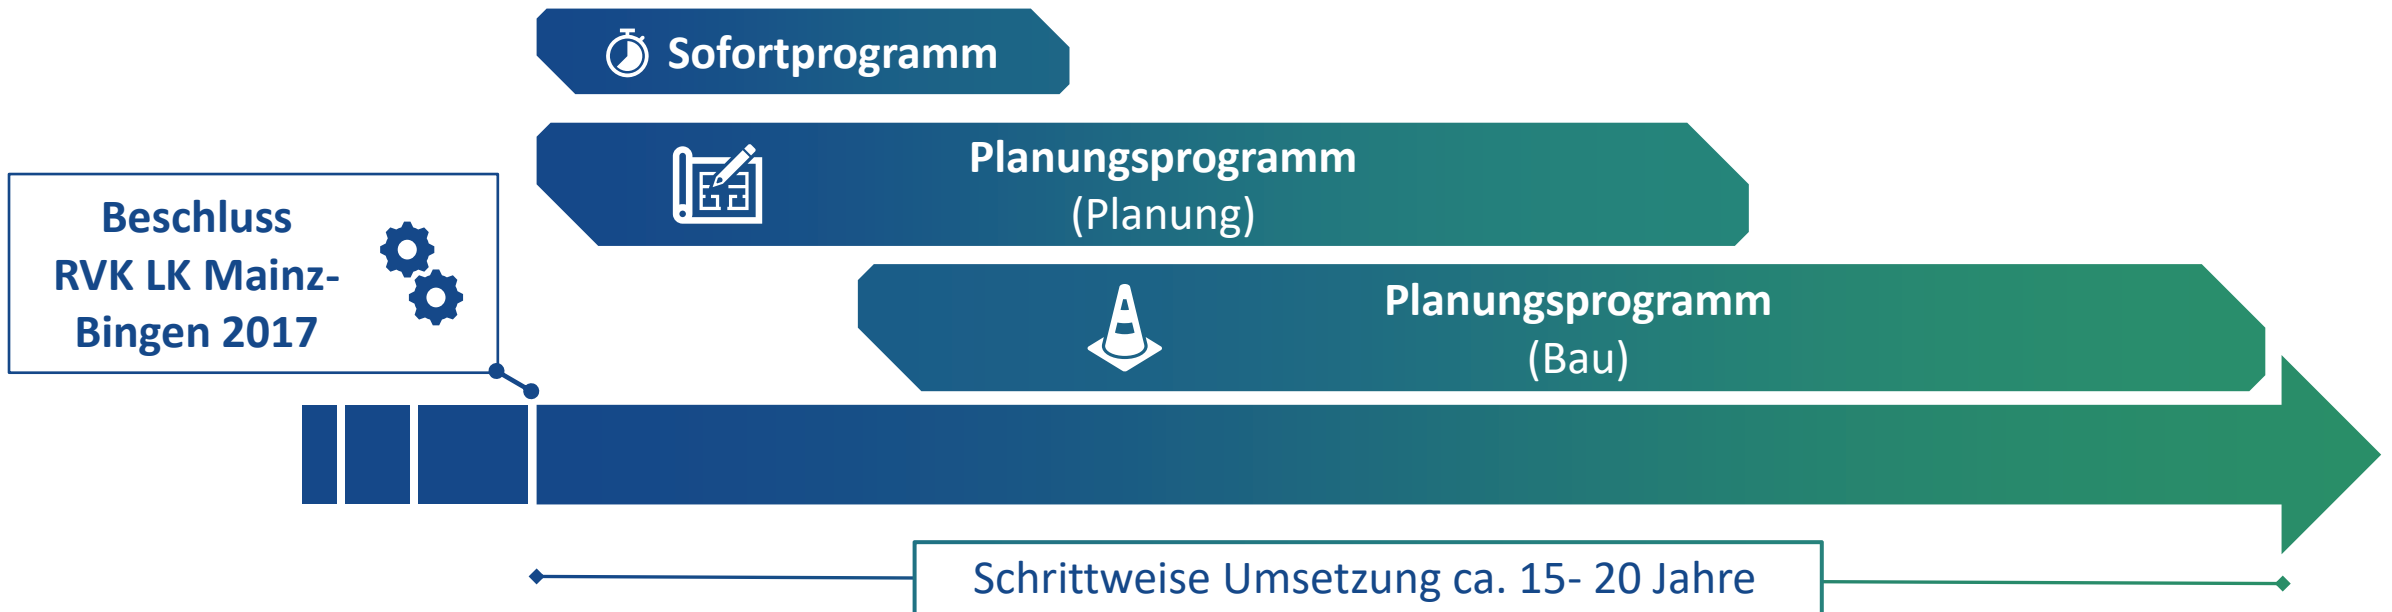 Sofortprogramm
Planungsprogramm
(Planung)
Beschluss
RVK LK Mainz-
Bingen 2017
Planungsprogramm
(Bau)
Schrittweise Umsetzung ca. 15- 20 Jahre